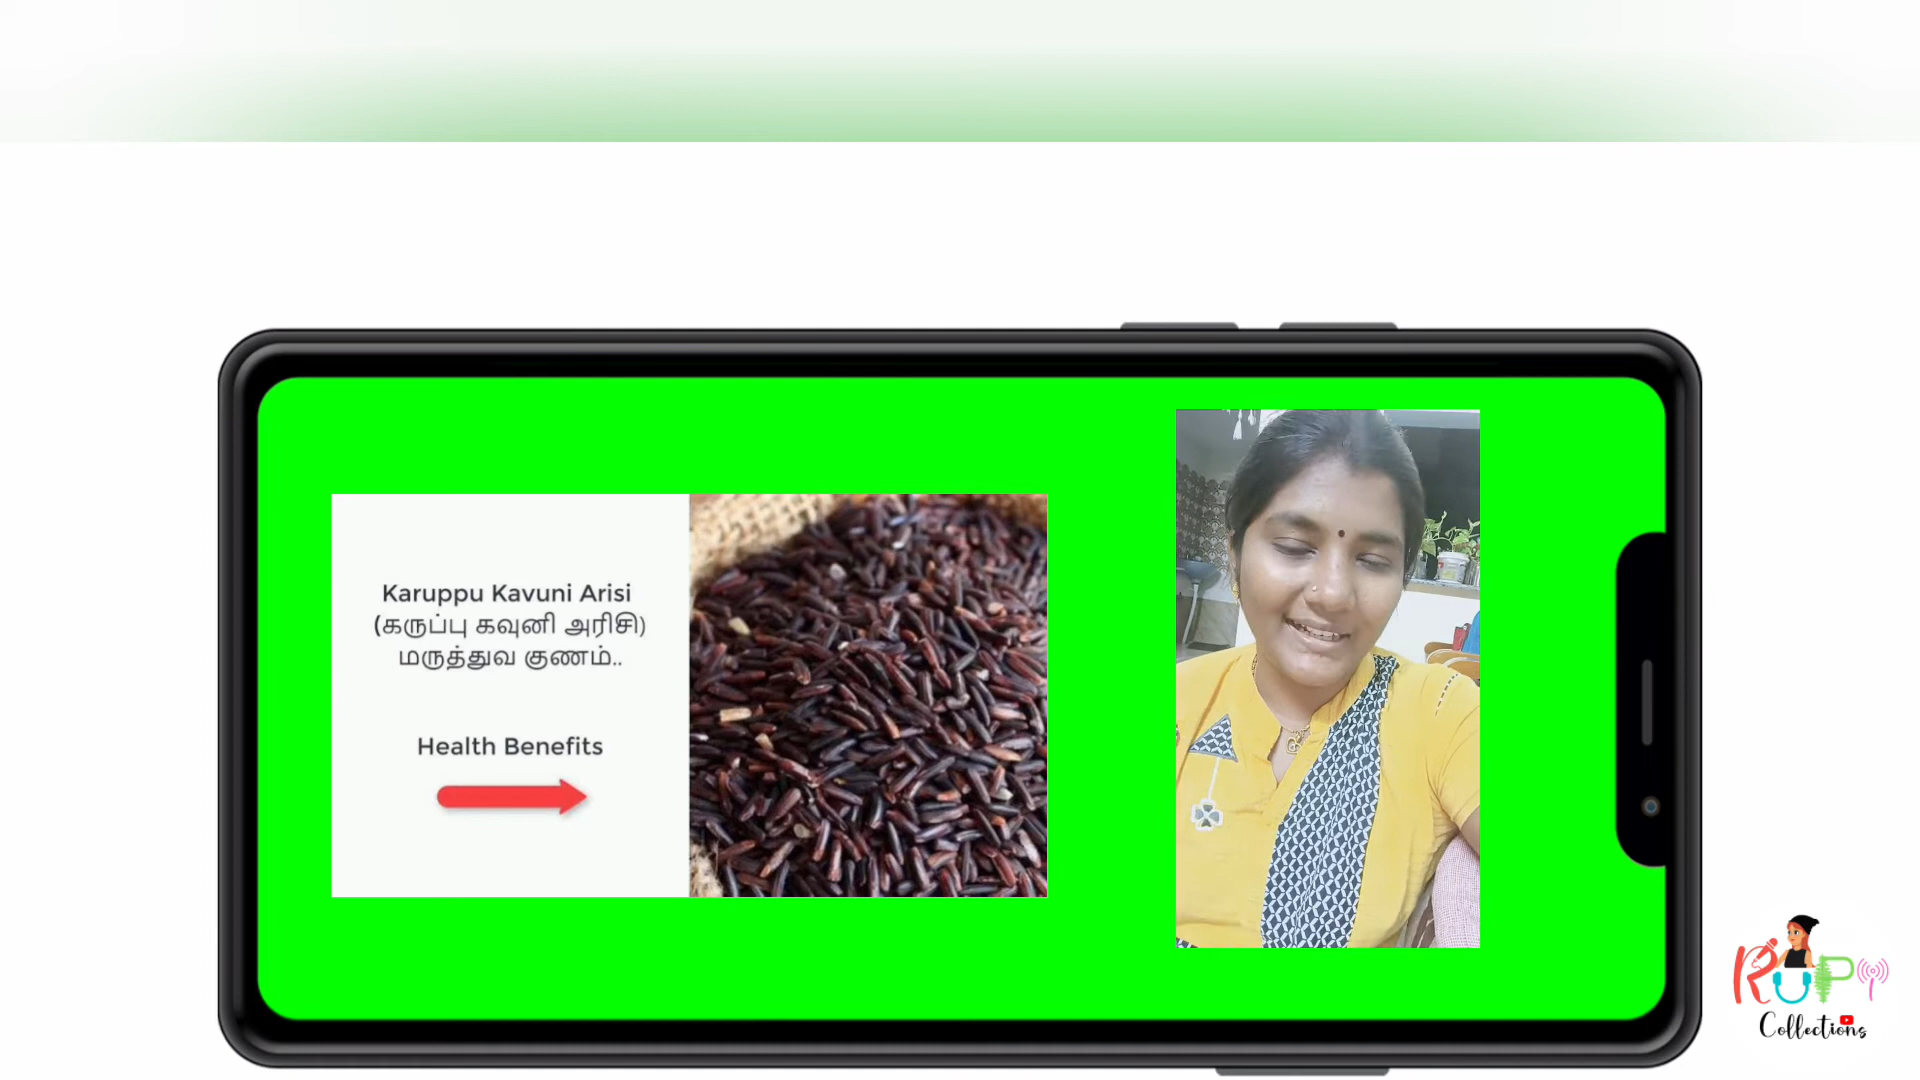 Karuppu Kavuni Arisi
(கருப்பு கவுனி அரிசி)
மருத்துவ குணம்..
Health Benefits
RUPi
Collections